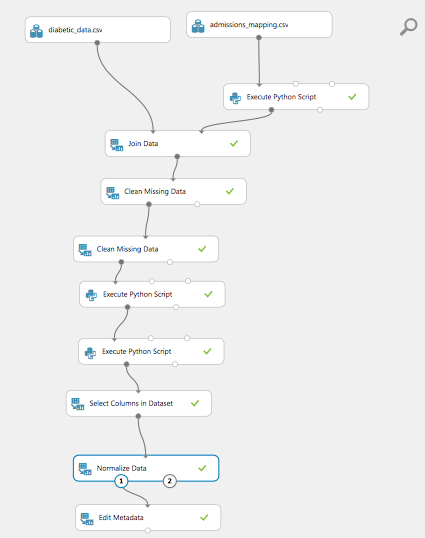 diabetic_data.csv
admissions_mapping.csv
Execute Python Script
Join Data
Clean Missing Data
Clean Missing Data
Execute Python Script
Execute Python Script
Select Columns in Dataset
Normalize Data
1
2
Edit Metadata